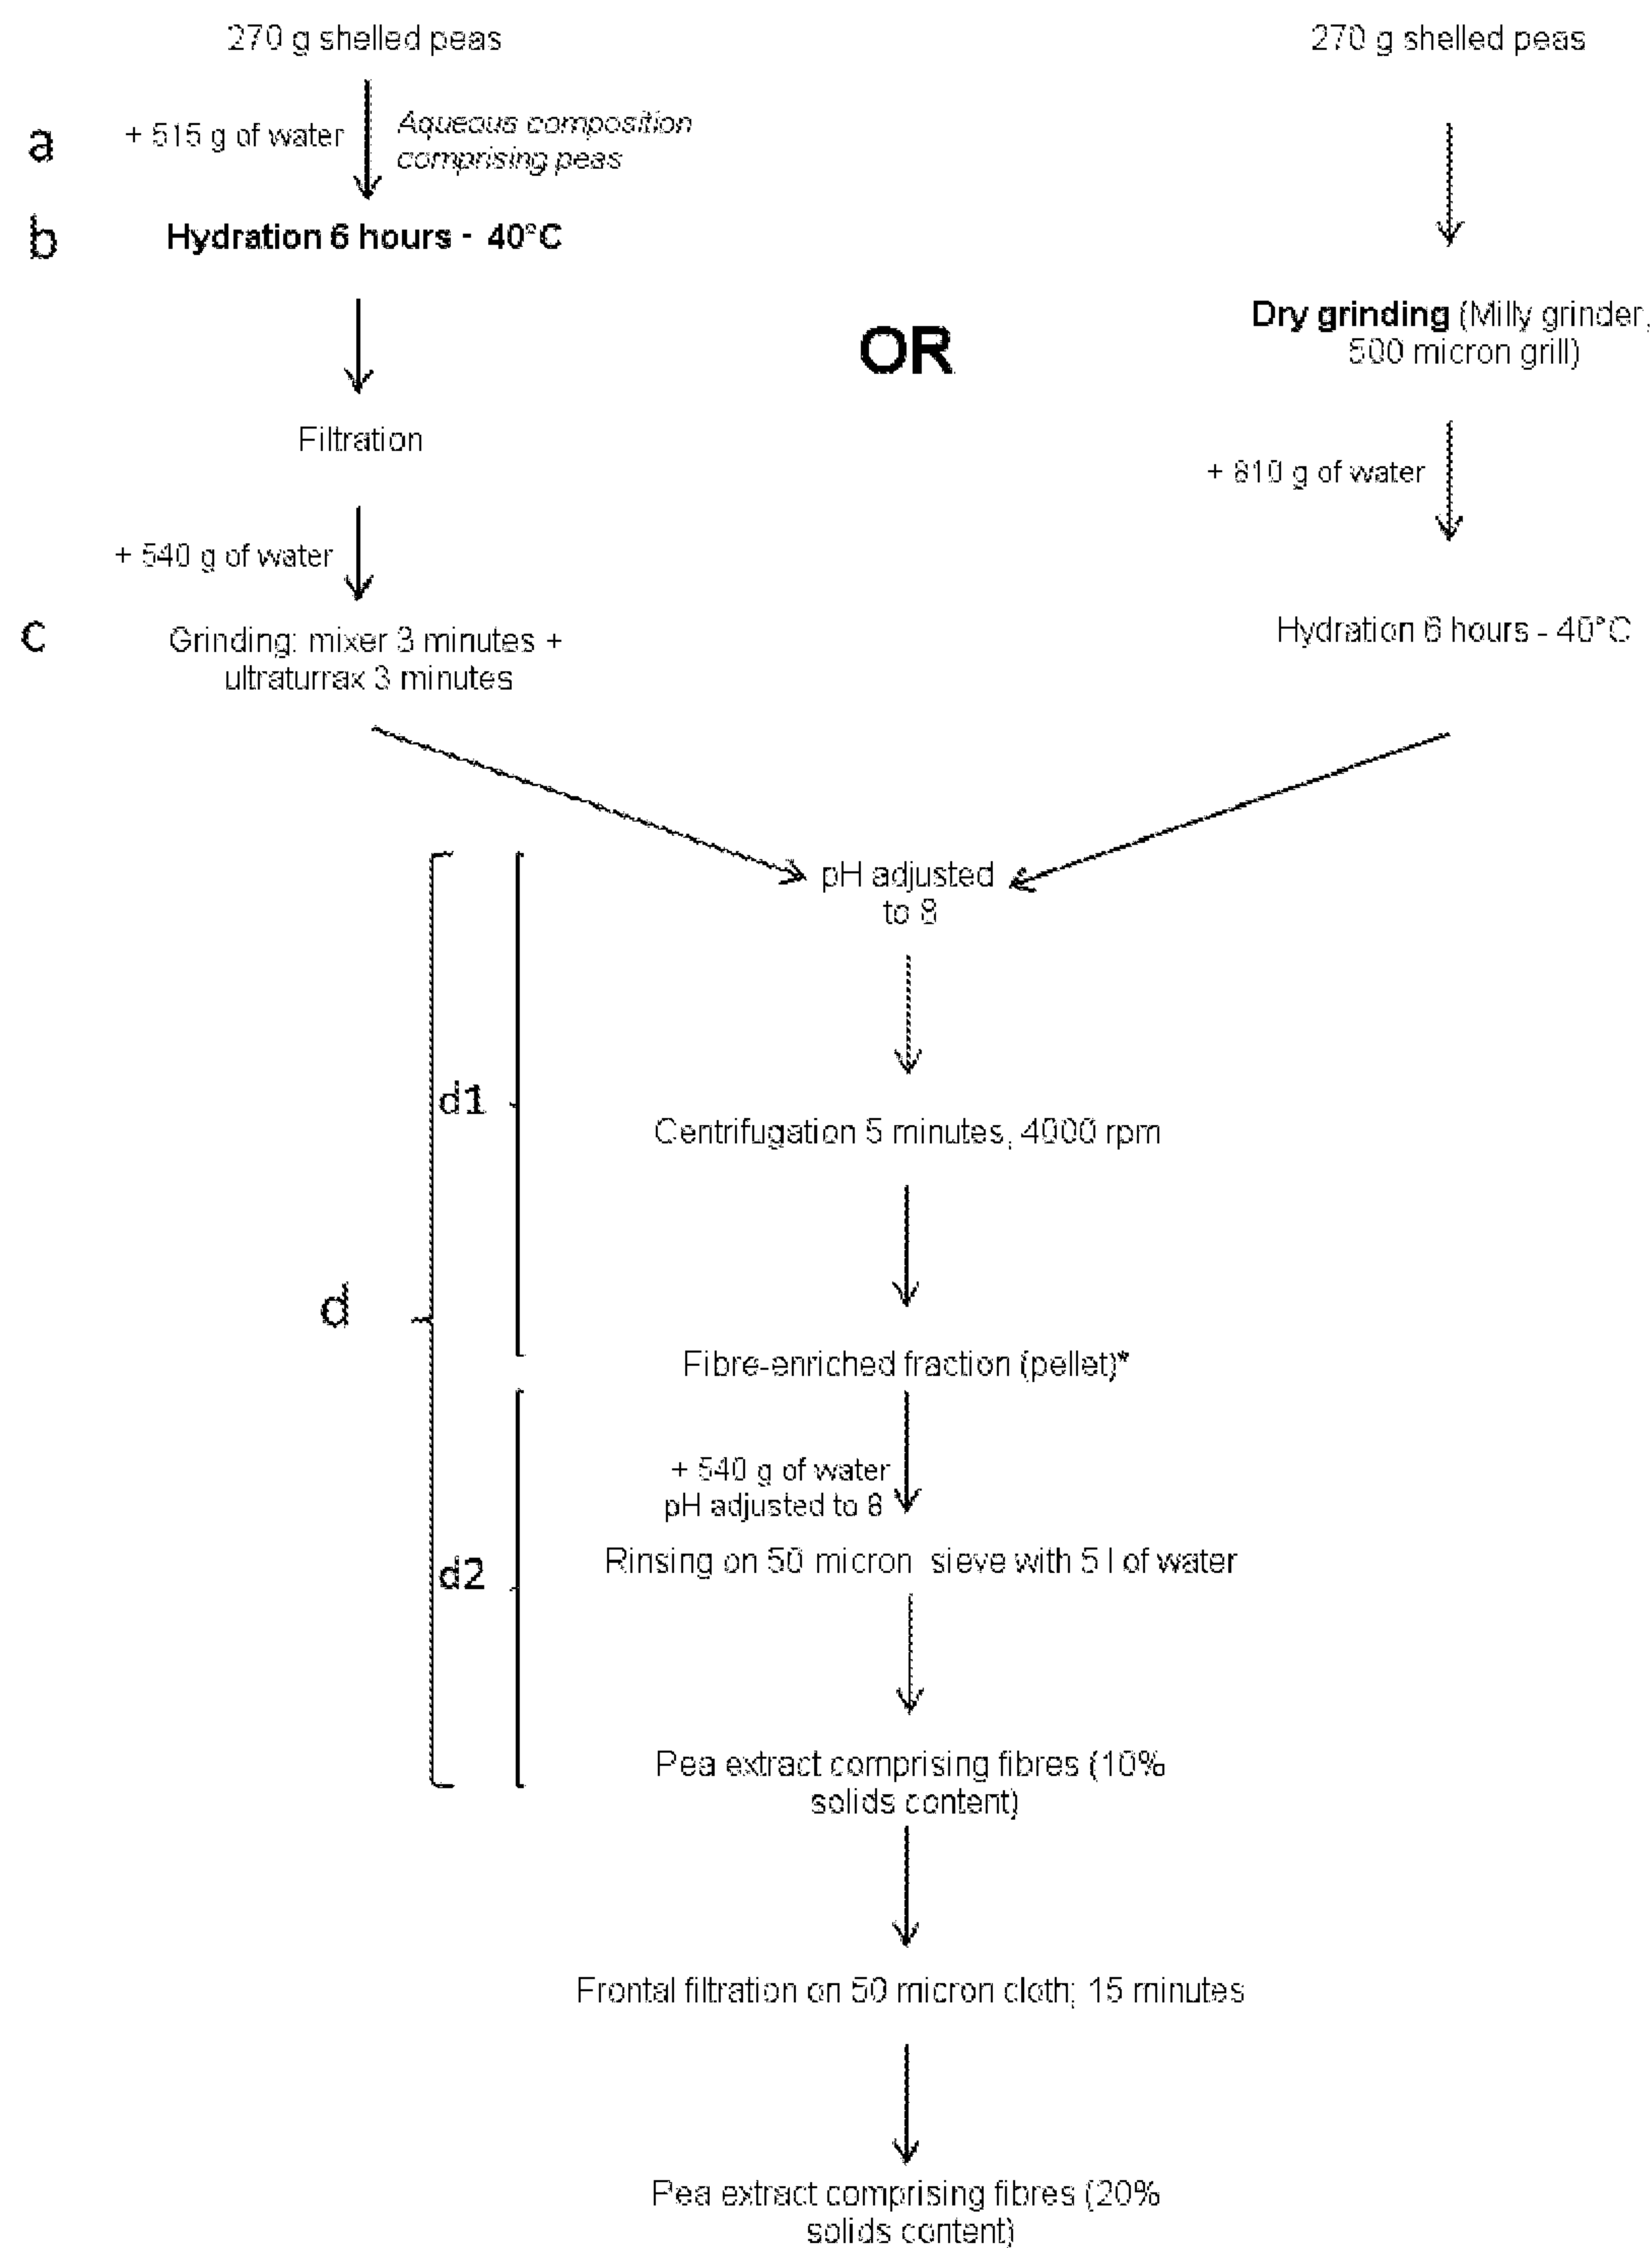 270 g shelled peas
a
+ 515 g of water
Aqueous composition
comprising peas
b
Hydration 6 hours - 40°C
Filtration
+ 540 g of water
c
Grinding: mixer 3 minutes +
ultraturrax 3 minutes
OR
270 g shelled peas
Dry grinding (Milly grinder,
500 micron grill)
+ 810 g of water
Hydration 6 hours - 40°C
pH adjusted
to 8
d1
Centrifugation 5 minutes, 4000 rpm
d
Fibre-enriched fraction (pellet)*
+ 540 g of water
pH adjusted to 8
d2
Rinsing on 50 micron sieve with 5 l of water
Pea extract comprising fibres (10%
solids content)
Frontal filtration on 50 micron cloth; 15 minutes
Pea extract comprising fibres (20%
solids content)